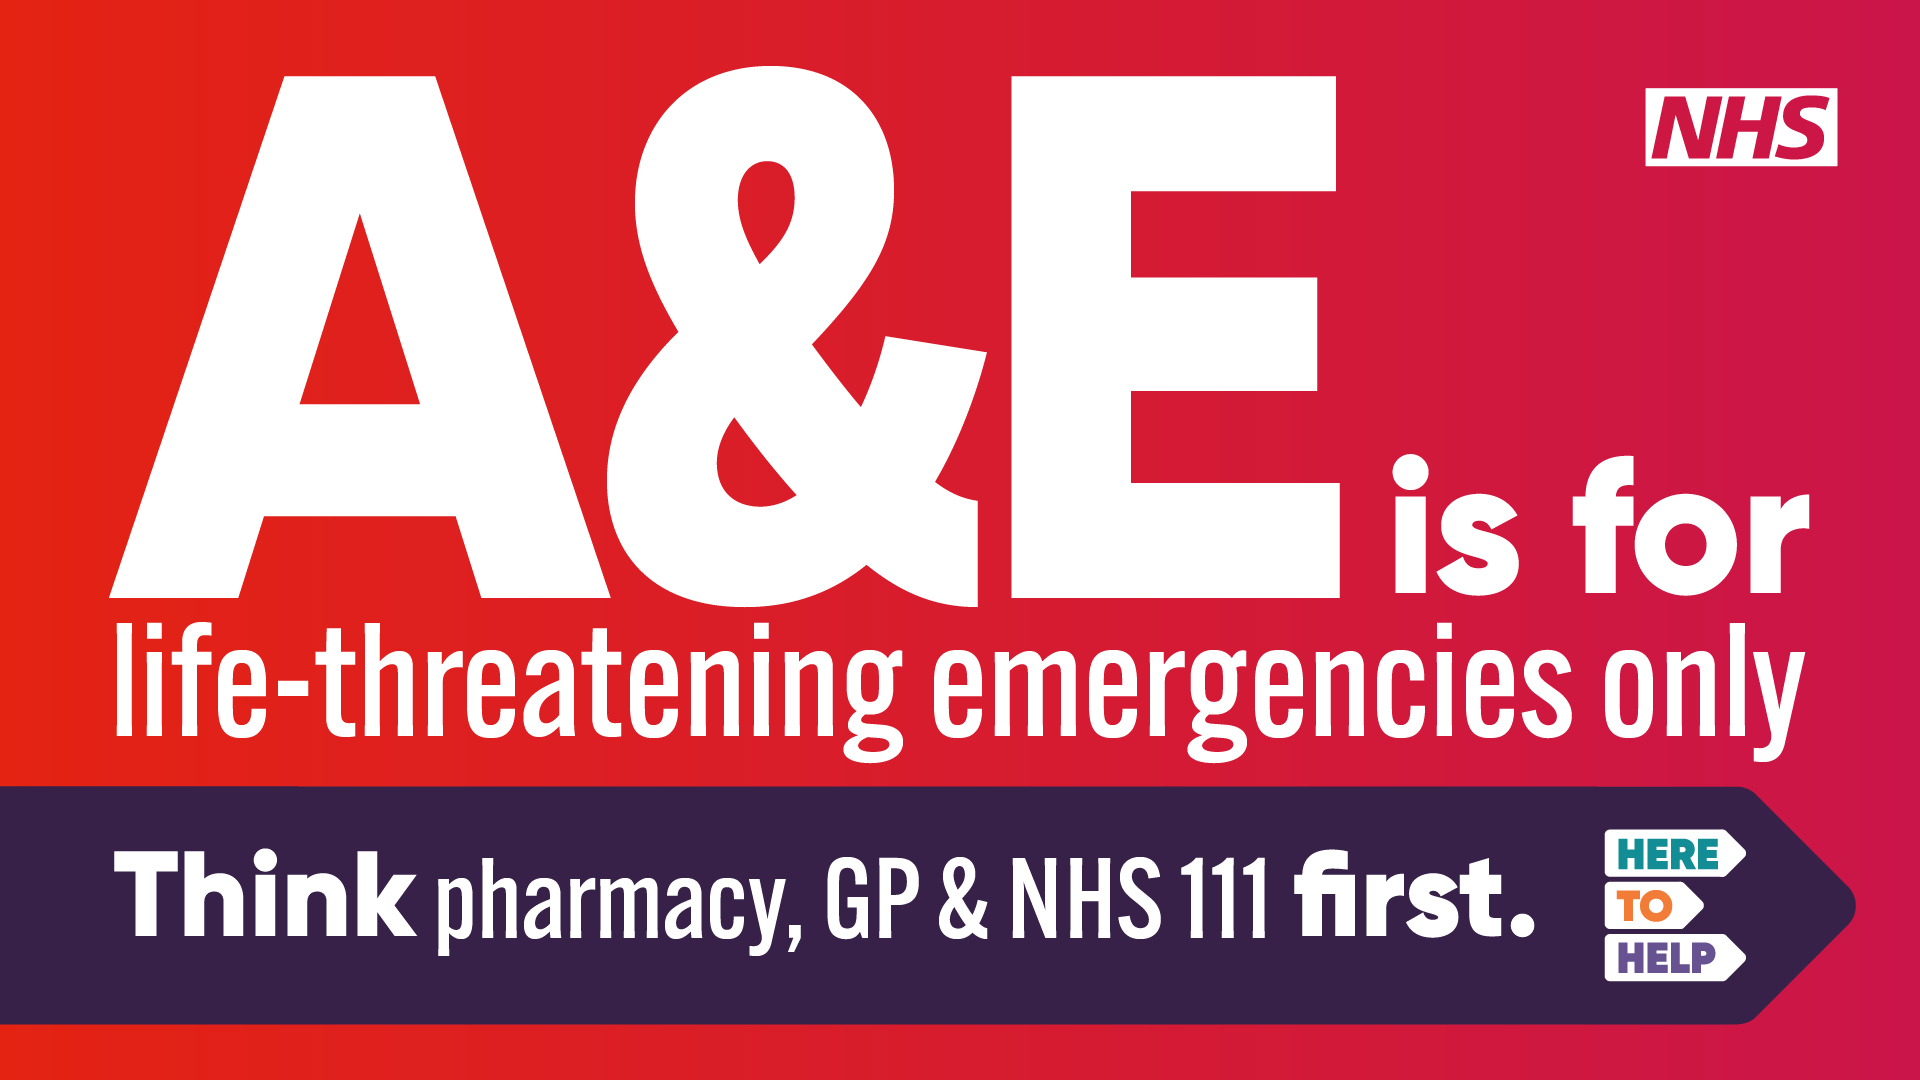 NHS
A&E is for
life-threatening emergencies only
Think pharmacy, GP & NHS 111 first.
HERE
TO
HELP